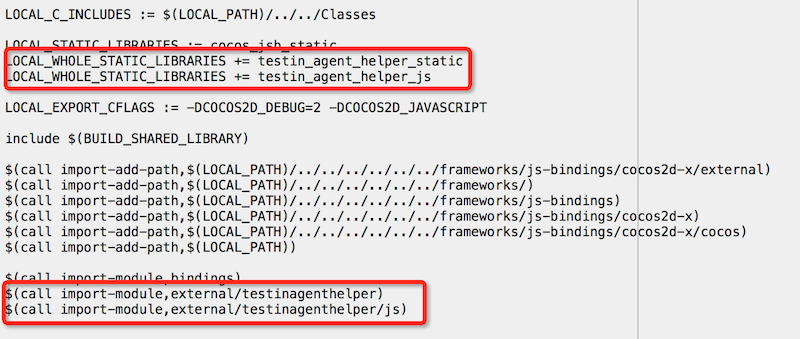 LOCAL_C_INCLUDES := $(LOCAL_PATH)/../../Classes
LOCAL_STATIC_LIBRARIES := cocos_jsb_static
LOCAL_WHOLE_STATIC_LIBRARIES += testin_agent_helper_static
LOCAL_WHOLE_STATIC_LIBRARIES += testin_agent_helper_js
LOCAL_EXPORT_CFLAGS := -DCOCOS2D_DEBUG=2 -DCOCOS2D_JAVASCRIPT
include $(BUILD_SHARED_LIBRARY)
$(call import-add-path,$(LOCAL_PATH)/../../../../../../frameworks/js-bindings/cocos2d-x/external)
$(call import-add-path,$(LOCAL_PATH)/../../../../../../frameworks/)
$(call import-add-path,$(LOCAL_PATH)/../../../../../../frameworks/js-bindings)
$(call import-add-path,$(LOCAL_PATH)/../../../../../../frameworks/js-bindings/cocos2d-x)
$(call import-add-path,$(LOCAL_PATH)/../../../../../../frameworks/js-bindings/cocos2d-x/cocos)
$(call import-add-path,$(LOCAL_PATH))
$(call import-module,bindings)
$(call import-module,external/testinagenthelper)
$(call import-module,external/testinagenthelper/js)